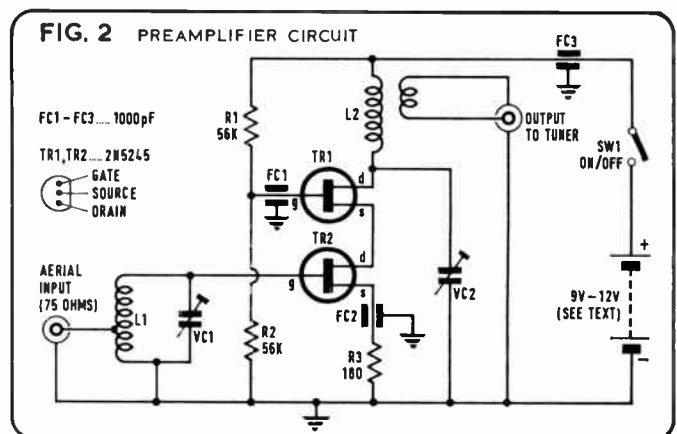 FIG. 2 PREAMPLIFIER CIRCUIT
FC3
FC1 – FC3..... 1000pF
R1
56K
L2
OUTPUT
TO TUNER
SW1
ON/OFF
TR1,TR2..... 2N5245
GATE
SOURCE
DRAIN
TR1
FC1
d
g
s
TR2
AERIAL
INPUT
(75 OHMS)
d
+
g
s
L1
VC1
FC2
VC2
9V – 12V
(SEE TEXT)
R2
56K
R3
180
–